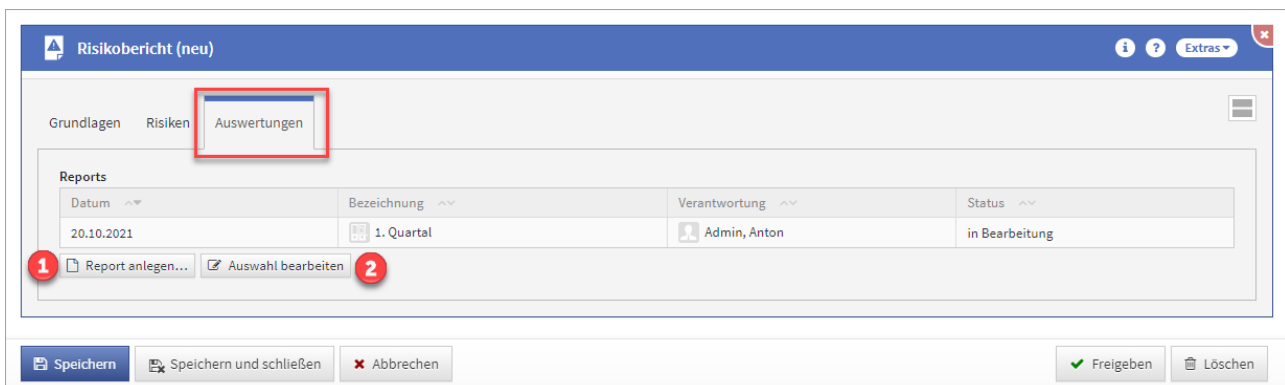 Risikobericht (neu)
i ? Extras
Grundlagen Risiken Auswertungen
Reports
Datum Bezeichnung Verantwortung Status
20.10.2021 1. Quartal Admin, Anton in Bearbeitung
1 Report anlegen... Auswahl bearbeiten 2
Speichern Speichern und schließen Abbrechen Freigeben Löschen